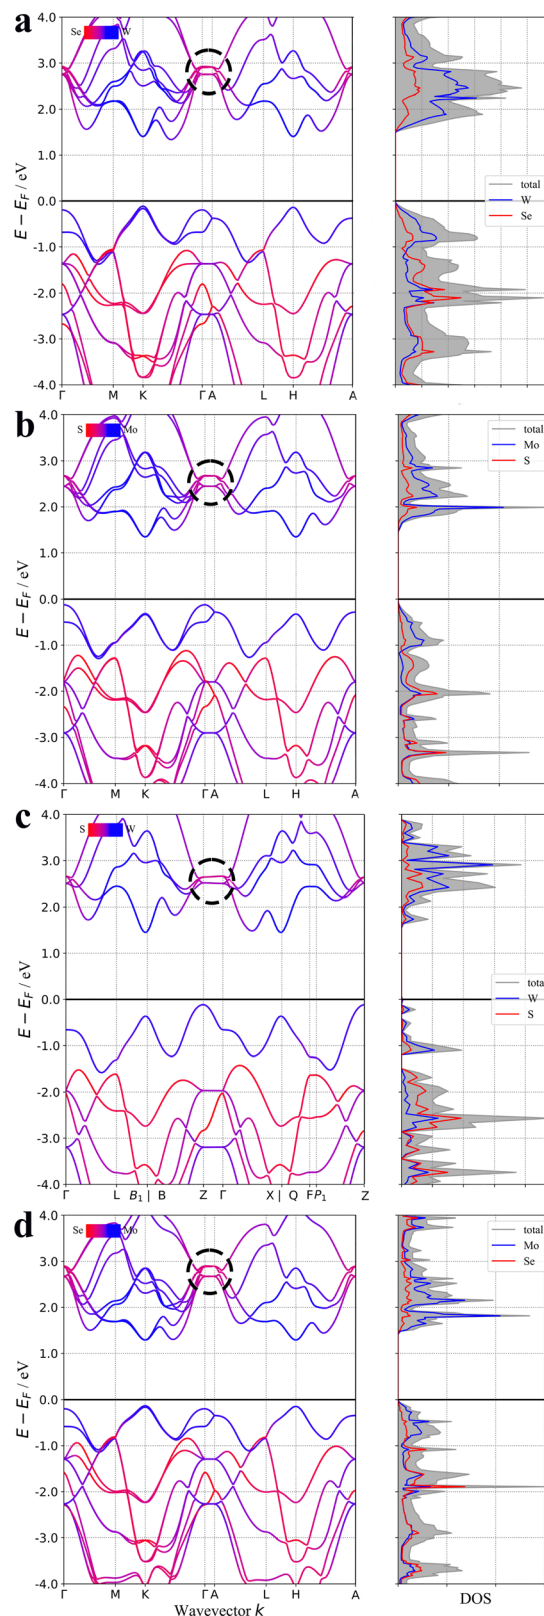 a
Se W
4.0
3.0
2.0
1.0
0.0
-1.0
-2.0
-3.0
-4.0
E − E_F / eV
Γ M K Γ A L H A
total
W
Se
b
S Mo
4.0
3.0
2.0
1.0
0.0
-1.0
-2.0
-3.0
-4.0
E − E_F / eV
Γ M K Γ A L H A
total
Mo
S
c
S W
4.0
3.0
2.0
1.0
0.0
-1.0
-2.0
-3.0
-4.0
E − E_F / eV
Γ L B₁ | B Z Γ X | Q F P₁ Z
total
W
S
d
Se Mo
4.0
3.0
2.0
1.0
0.0
-1.0
-2.0
-3.0
-4.0
E − E_F / eV
Γ M K Γ A L H A
total
Mo
Se
Wavevector k
DOS